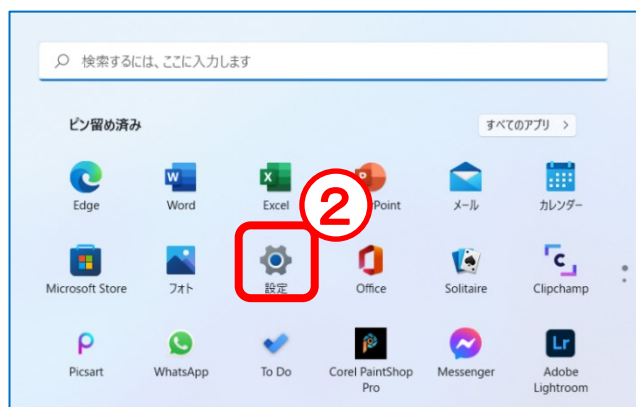 検索するには、ここに入力します
ピン留め済み
すべてのアプリ >
Edge
Word
Excel
Point
メール
カレンダー
②
Microsoft Store
フォト
設定
Office
Solitaire
Clipchamp
Picsart
WhatsApp
To Do
Corel PaintShop
Pro
Messenger
Adobe
Lightroom